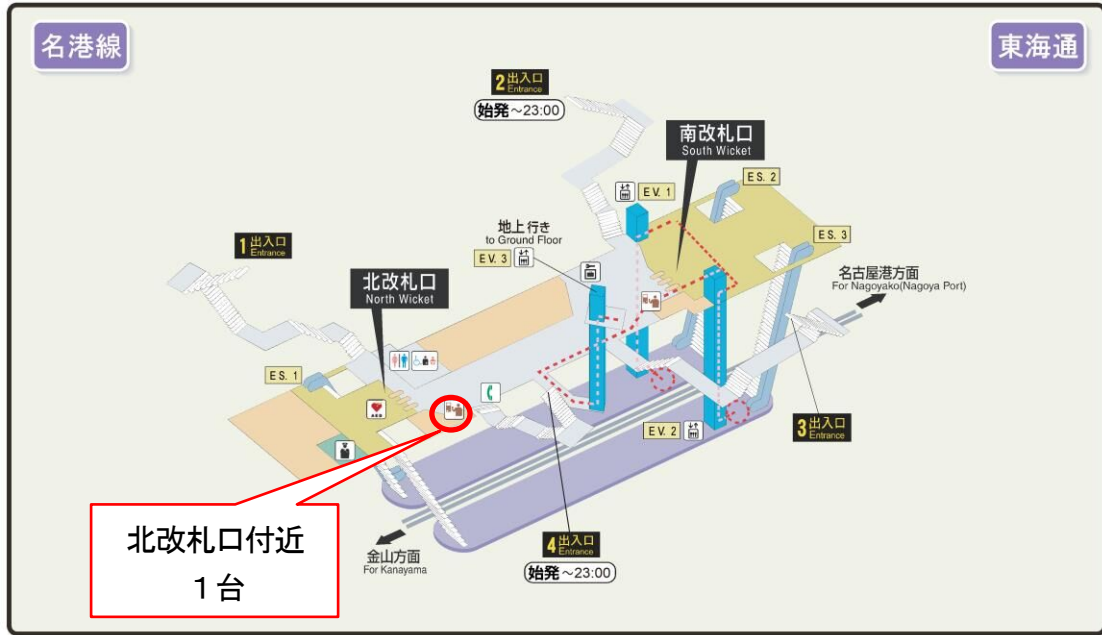 名港線
東海通
2 出入口
Entrance
始発~23:00
南改札口
South Wicket
ES. 2
EV. 1
ES. 3
地上行き
to Ground Floor
EV. 3
1 出入口
Entrance
北改札口
North Wicket
名古屋港方面
For Nagoyako(Nagoya Port)
ES. 1
AED
EV. 2
3 出入口
Entrance
北改札口付近
1台
金山方面
For Kanayama
4 出入口
Entrance
始発~23:00